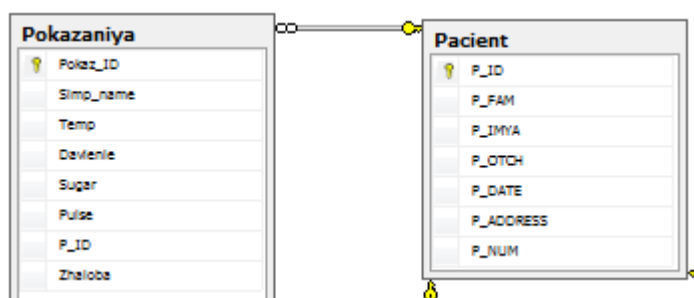 Pokazaniya
Pokaz_ID
Simp_name
Temp
Davlenie
Sugar
Pulse
P_ID
Zhaloba
Pacient
P_ID
P_FAM
P_IMYA
P_OTCH
P_DATE
P_ADDRESS
P_NUM